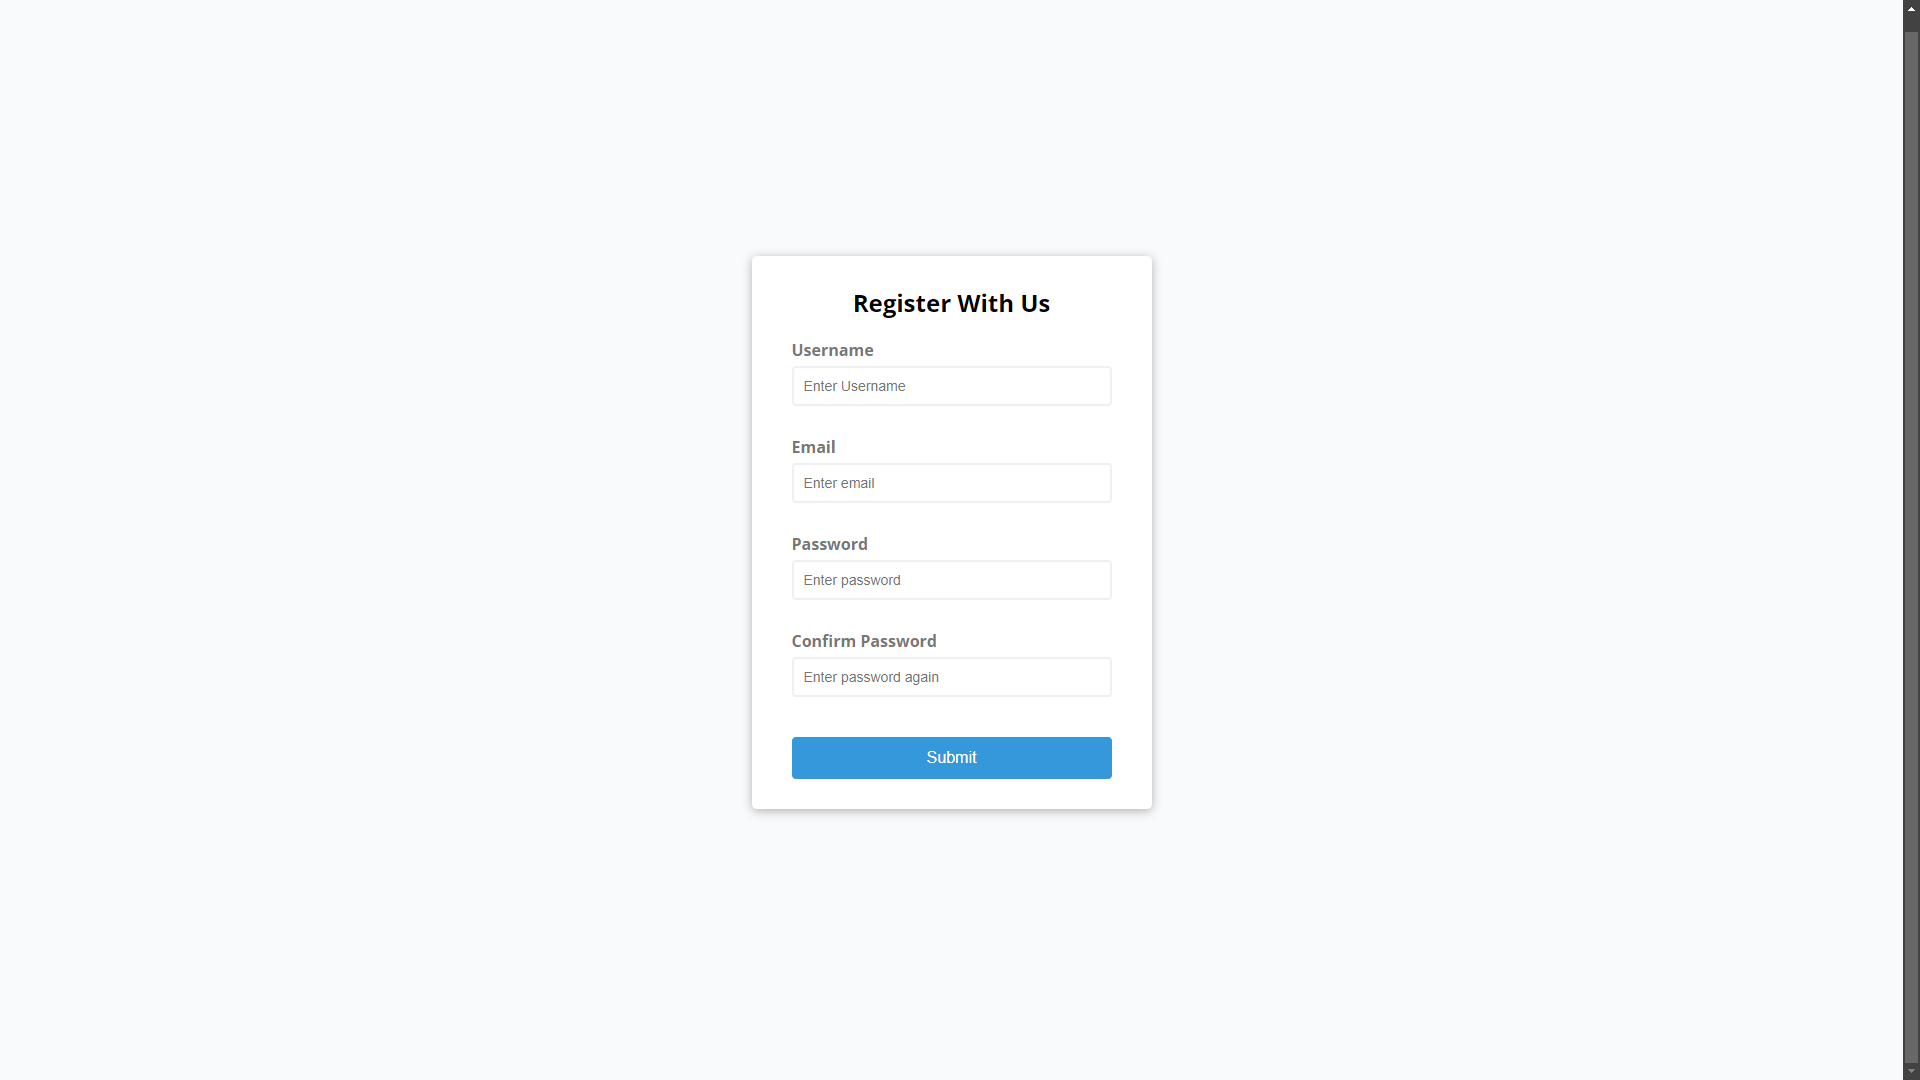 Register With Us
Username
Enter Username
Email
Enter email
Password
Enter password
Confirm Password
Enter password again
Submit